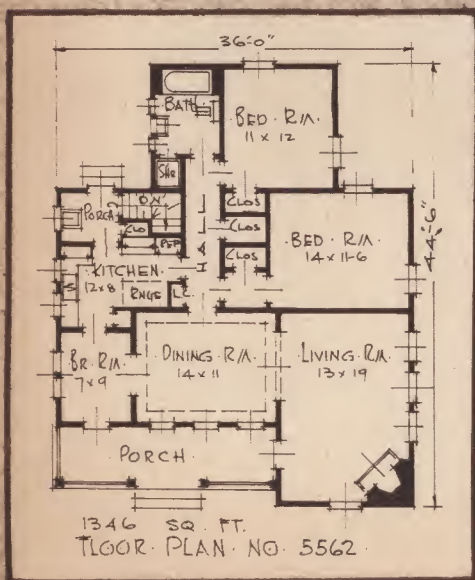 36'-0"
BATH
BED R/M.
11 x 12
SHR
DN
PORCH
CLOS
CLO
REF
CLOS
HALL
BED R/M.
14 x 11-6
44'-6"
KITCHEN
12 x 8
S
CLOS
RNGE
L.C.
BR. R/M.
7 x 9
DINING R/M.
14 x 11
LIVING R/M.
13 x 19
PORCH
1346 SQ. FT.
FLOOR PLAN NO. 5562